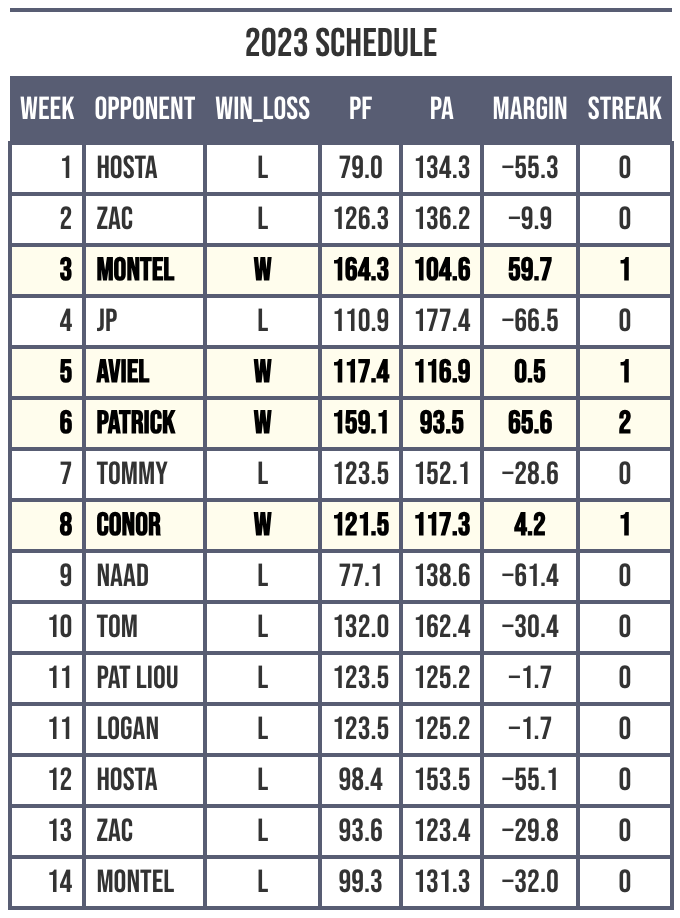 2023 SCHEDULE
WEEK OPPONENT WIN_LOSS PF PA MARGIN STREAK
1 HOSTA L 79.0 134.3 −55.3 0
2 ZAC L 126.3 136.2 −9.9 0
3 MONTEL W 164.3 104.6 59.7 1
4 JP L 110.9 177.4 −66.5 0
5 AVIEL W 117.4 116.9 0.5 1
6 PATRICK W 159.1 93.5 65.6 2
7 TOMMY L 123.5 152.1 −28.6 0
8 CONOR W 121.5 117.3 4.2 1
9 NAAD L 77.1 138.6 −61.4 0
10 TOM L 132.0 162.4 −30.4 0
11 PAT LIOU L 123.5 125.2 −1.7 0
11 LOGAN L 123.5 125.2 −1.7 0
12 HOSTA L 98.4 153.5 −55.1 0
13 ZAC L 93.6 123.4 −29.8 0
14 MONTEL L 99.3 131.3 −32.0 0